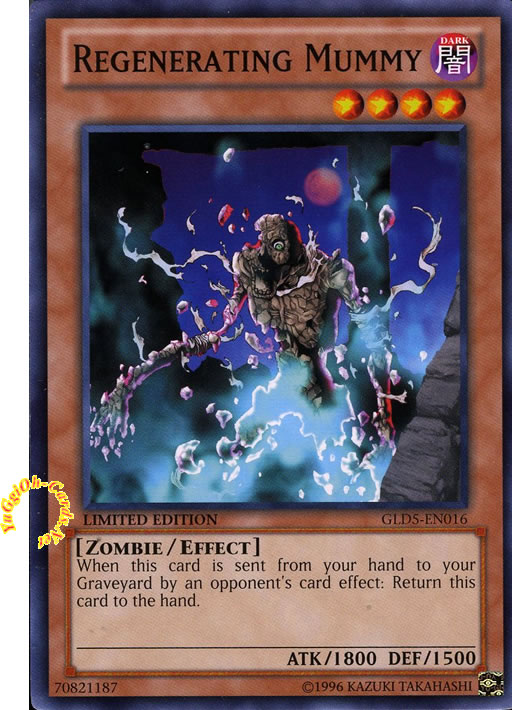 REGENERATING MUMMY
DARK
闇
LIMITED EDITION GLD5-EN016
YuGgiOh-Cards.Net
[ZOMBIE/EFFECT]
When this card is sent from your hand to your
Graveyard by an opponent's card effect: Return this
card to the hand.
ATK/1800 DEF/1500
70821187 ©1996 KAZUKI TAKAHASHI